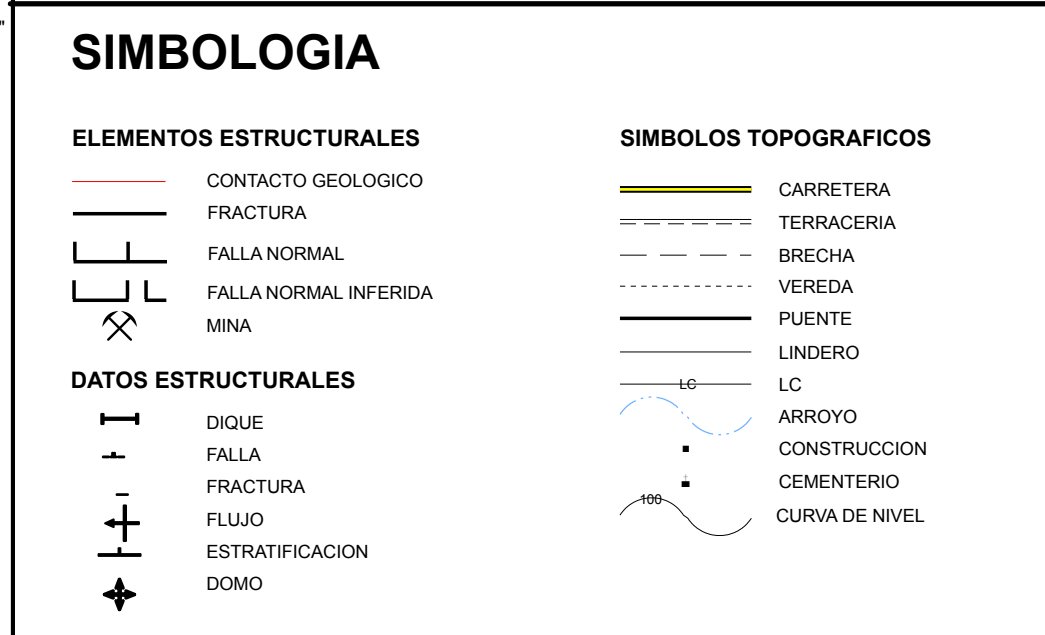 "
SIMBOLOGIA
ELEMENTOS ESTRUCTURALES
CONTACTO GEOLOGICO
FRACTURA
FALLA NORMAL
FALLA NORMAL INFERIDA
MINA
DATOS ESTRUCTURALES
DIQUE
FALLA
FRACTURA
FLUJO
ESTRATIFICACION
DOMO
SIMBOLOS TOPOGRAFICOS
CARRETERA
TERRACERIA
BRECHA
VEREDA
PUENTE
LINDERO
LC LC
ARROYO
CONSTRUCCION
CEMENTERIO
100 CURVA DE NIVEL